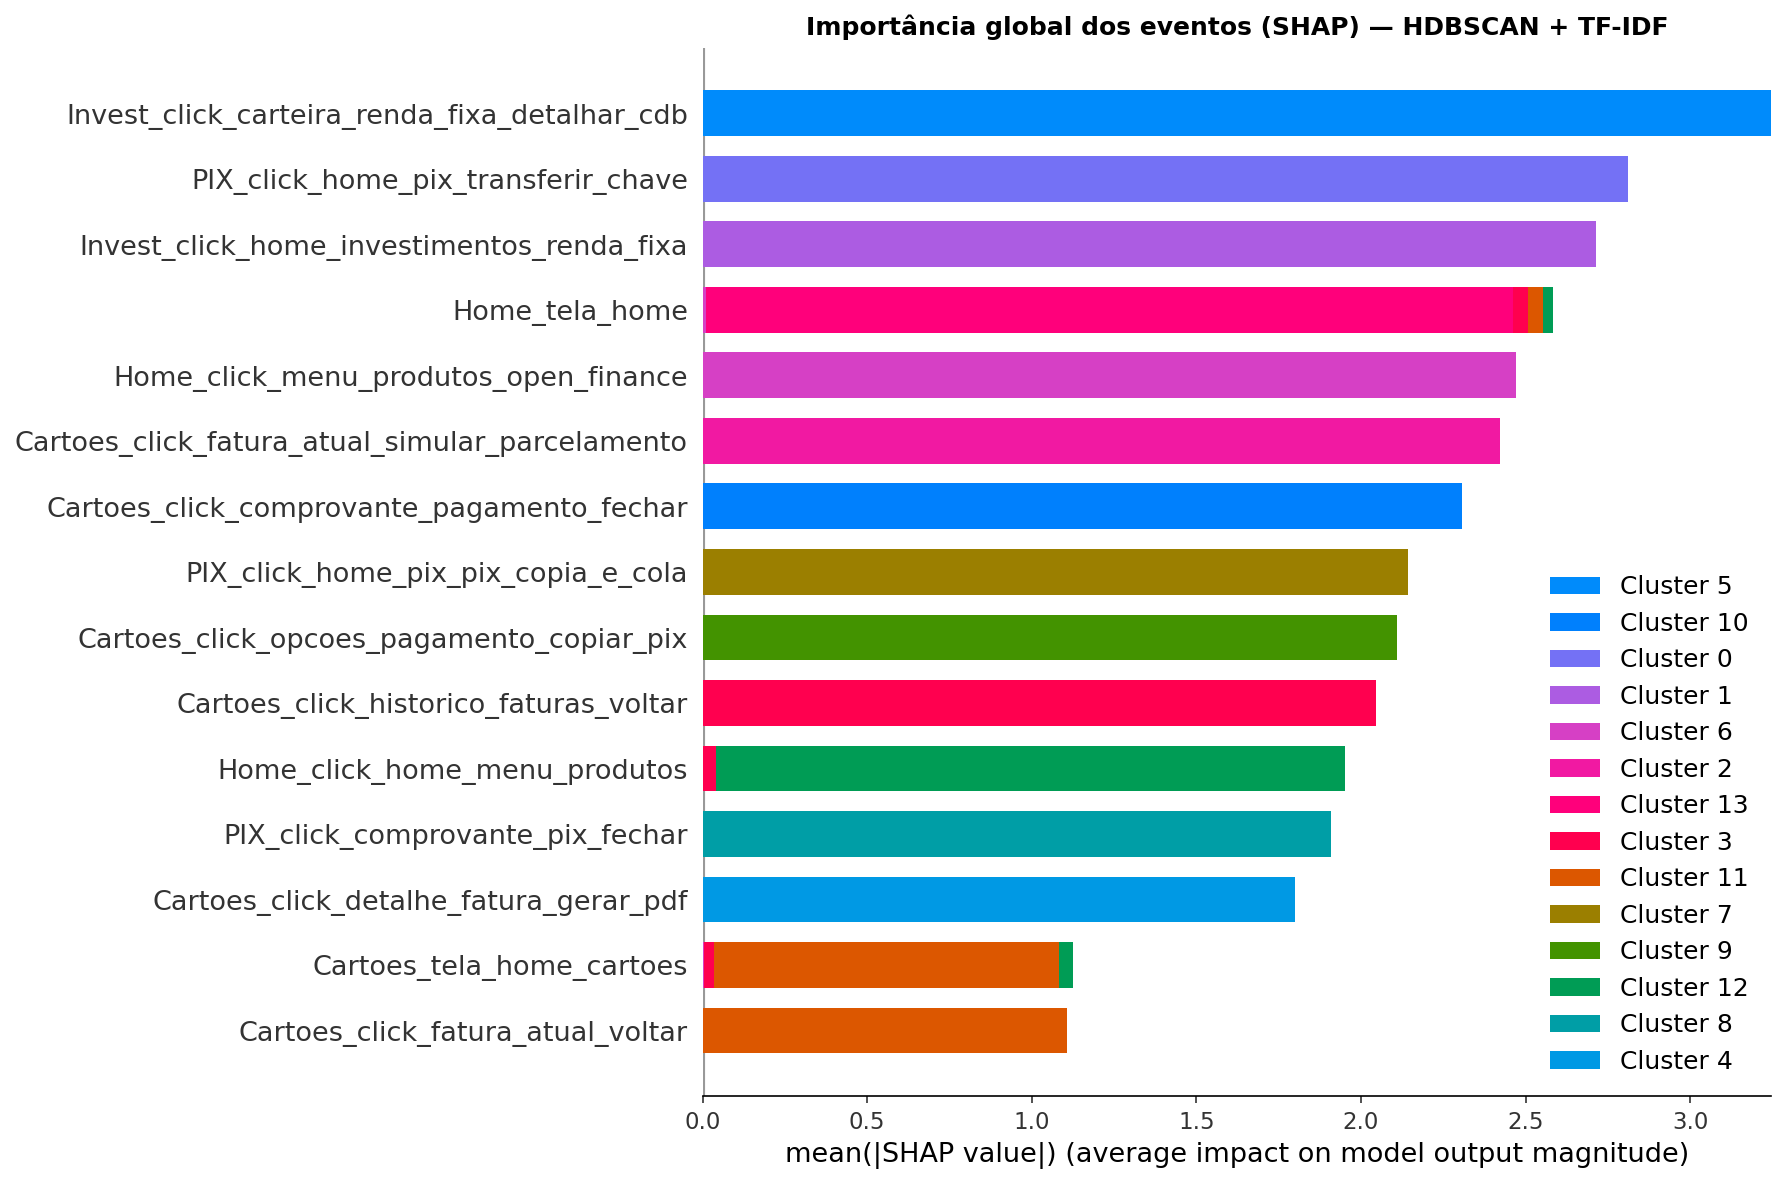 Importância global dos eventos (SHAP) — HDBSCAN + TF-IDF
Invest_click_carteira_renda_fixa_detalhar_cdb
PIX_click_home_pix_transferir_chave
Invest_click_home_investimentos_renda_fixa
Home_tela_home
Home_click_menu_produtos_open_finance
Cartoes_click_fatura_atual_simular_parcelamento
Cartoes_click_comprovante_pagamento_fechar
PIX_click_home_pix_pix_copia_e_cola
Cartoes_click_opcoes_pagamento_copiar_pix
Cartoes_click_historico_faturas_voltar
Home_click_home_menu_produtos
PIX_click_comprovante_pix_fechar
Cartoes_click_detalhe_fatura_gerar_pdf
Cartoes_tela_home_cartoes
Cartoes_click_fatura_atual_voltar
Cluster 5
Cluster 10
Cluster 0
Cluster 1
Cluster 6
Cluster 2
Cluster 13
Cluster 3
Cluster 11
Cluster 7
Cluster 9
Cluster 12
Cluster 8
Cluster 4
0.0 0.5 1.0 1.5 2.0 2.5 3.0
mean(|SHAP value|) (average impact on model output magnitude)